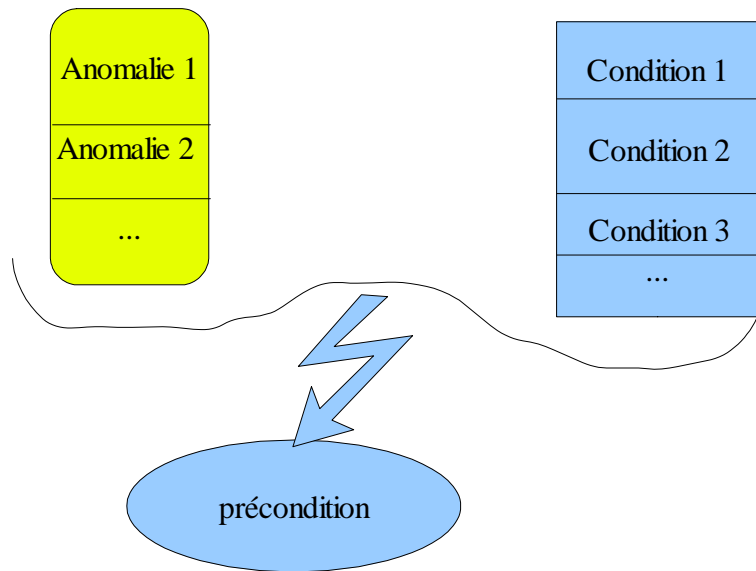 Anomalie 1
Anomalie 2
...
Condition 1
Condition 2
Condition 3
...
précondition